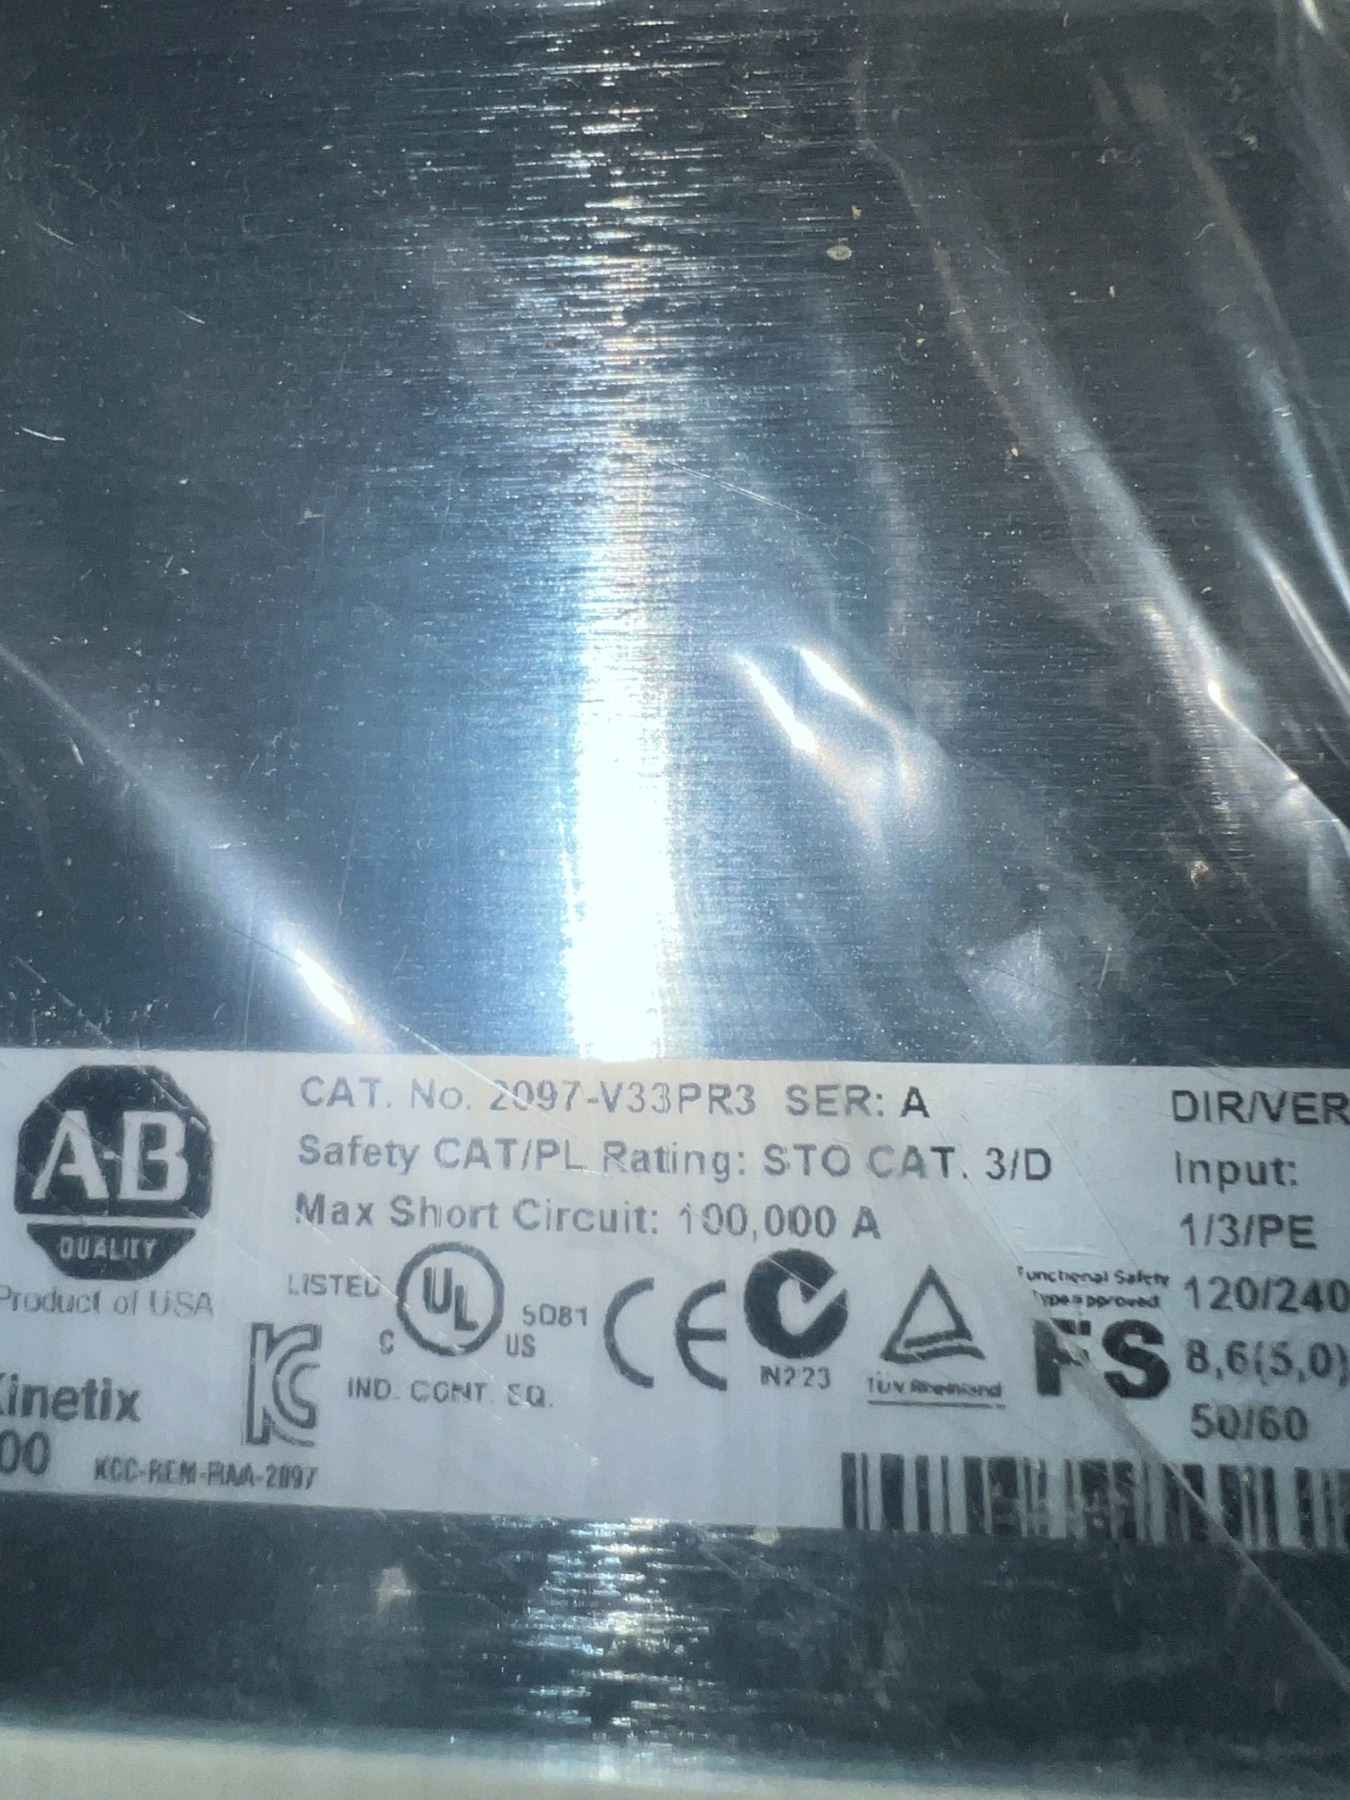 CAT. No. 2097-V33PR3 SER: A
Safety CAT/PL Rating: STO CAT. 3/D
Max Short Circuit: 100,000 A
A-B
QUALITY
Product of USA
LISTED
UL
C US
5D81
IND. CONT. EQ.
CE
N223
TÜV Rheinland
Functional Safety
Type approved
FS
KC
Kinetix
00
KCC-REM-RAA-2097
DIR/VER
Input:
1/3/PE
120/240
8,6(5,0)
50/60